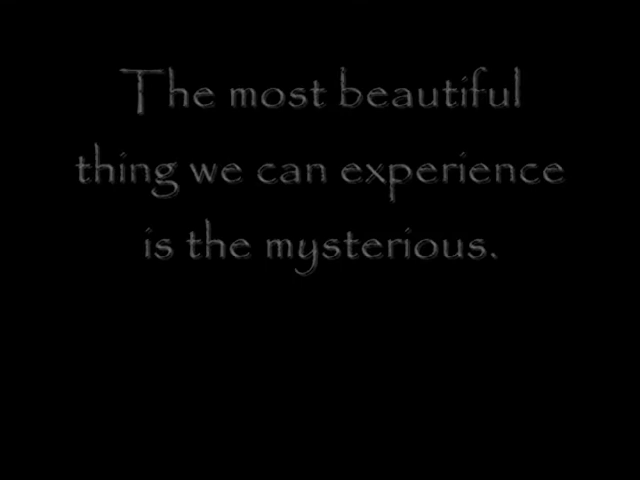 The most beautiful
thing we can experience
is the mysterious.